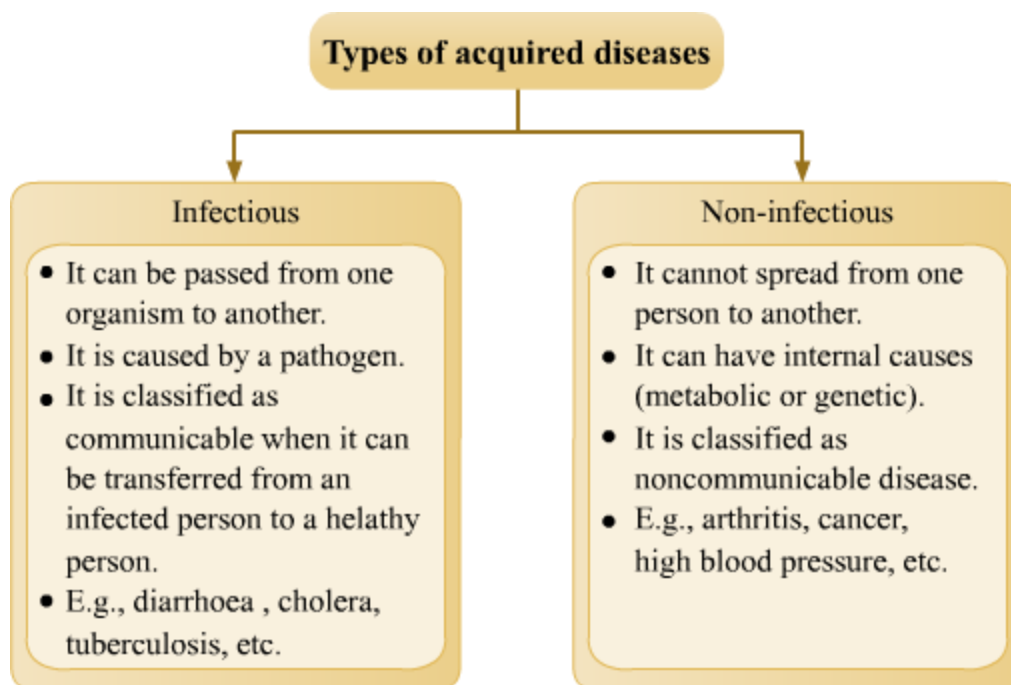 Types of acquired diseases
Infectious
• It can be passed from one
organism to another.
• It is caused by a pathogen.
• It is classified as
communicable when it can
be transferred from an
infected person to a helathy
person.
• E.g., diarrhoea , cholera,
tuberculosis, etc.
Non-infectious
• It cannot spread from one
person to another.
• It can have internal causes
(metabolic or genetic).
• It is classified as
noncommunicable disease.
• E.g., arthritis, cancer,
high blood pressure, etc.